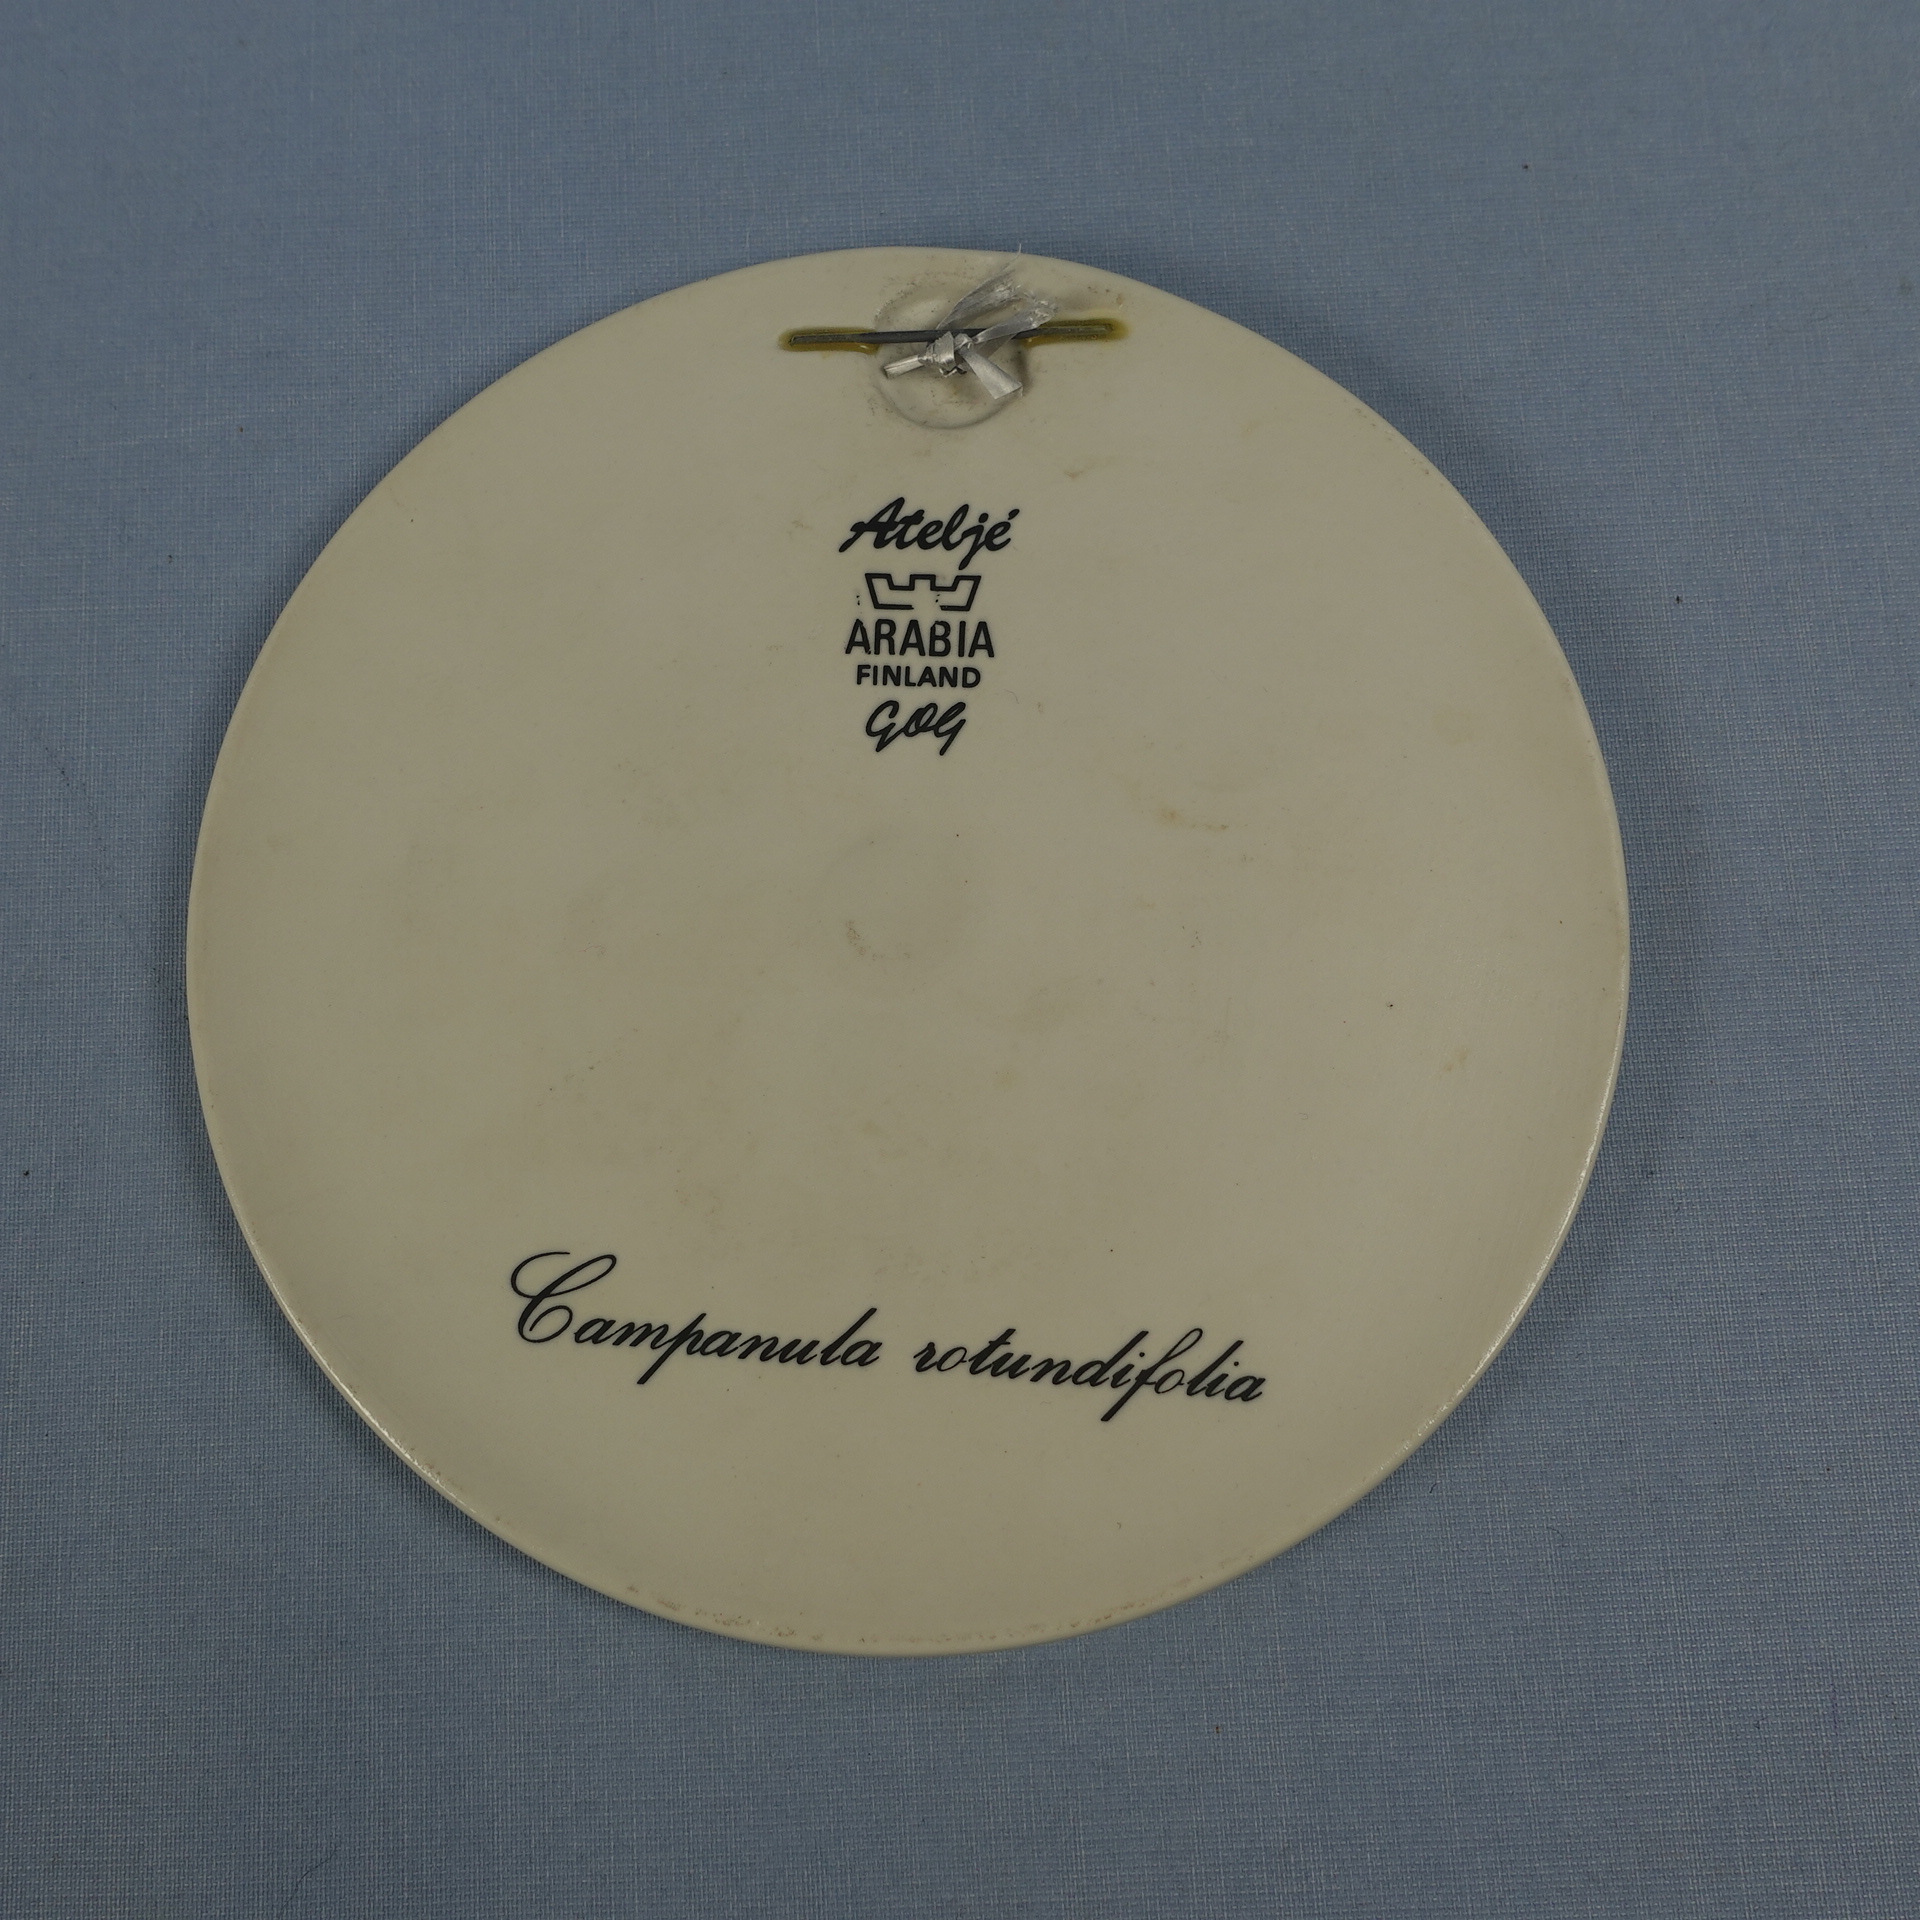 Ateljé
ARABIA
FINLAND
GOG
Campanula rotundifolia